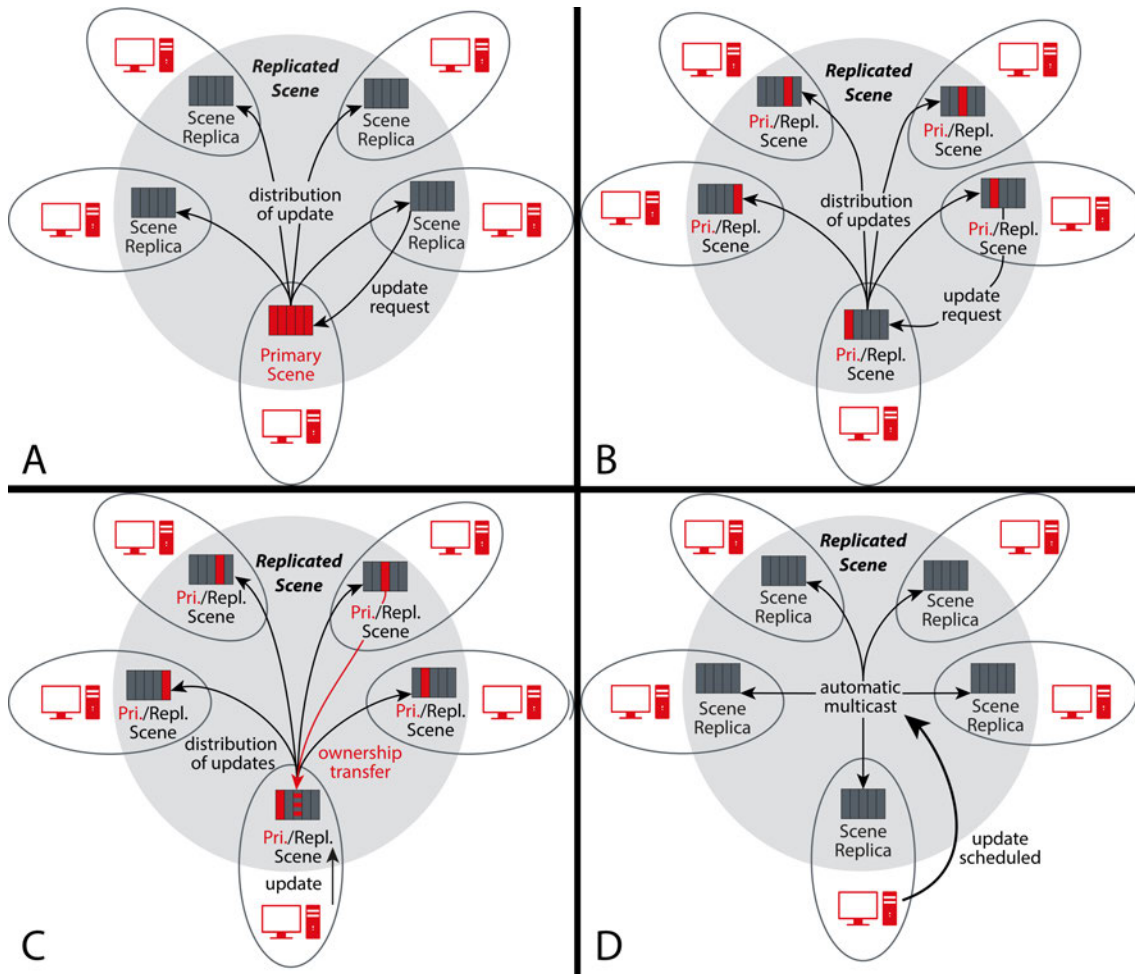 Replicated
Scene
Scene
Replica
Scene
Replica
Scene
Replica
distribution
of update
Scene
Replica
update
request
Primary
Scene
A
Replicated
Scene
Pri./Repl.
Scene
Pri./Repl.
Scene
Pri./Repl.
Scene
distribution
of updates
Pri./Repl.
Scene
update
request
Pri./Repl.
Scene
B
Replicated
Scene
Pri./Repl.
Scene
Pri./Repl.
Scene
Pri./Repl.
Scene
Pri./Repl.
Scene
distribution
of updates
ownership
transfer
Pri./Repl.
Scene
update
C
Replicated
Scene
Scene
Replica
Scene
Replica
Scene
Replica
automatic
multicast
Scene
Replica
Scene
Replica
update
scheduled
D